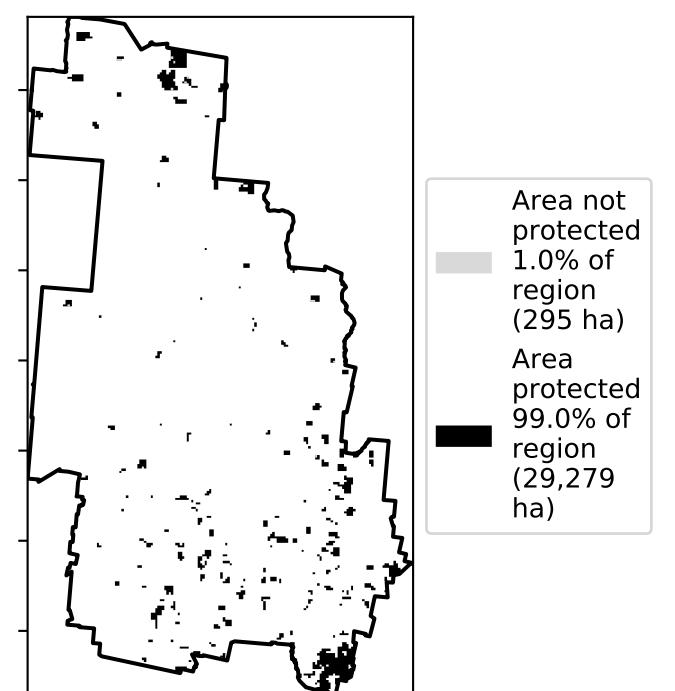 Area not
protected
1.0% of
region
(295 ha)
Area
protected
99.0% of
region
(29,279
ha)